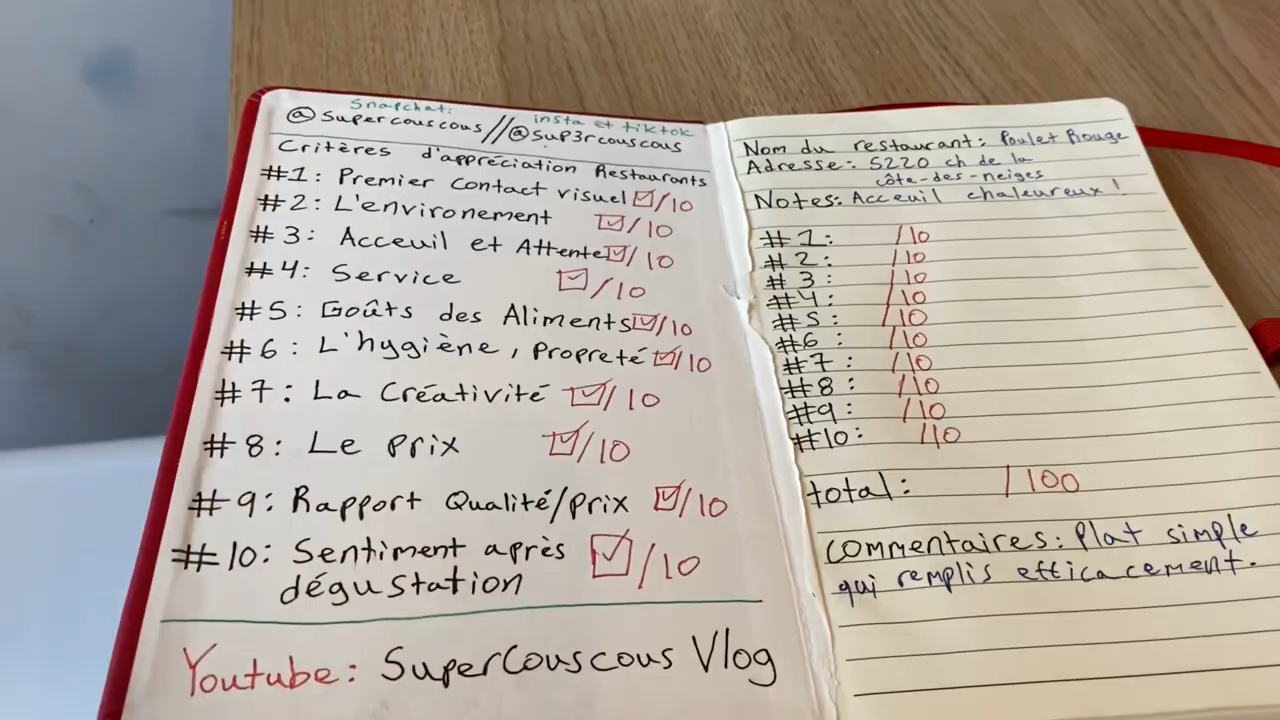 Snapchat:
@supercouscous // insta et tiktok
@sup3rcouscous
Critères d'appréciation Restaurants
#1: Premier contact visuel ☑/10
#2: L'environement ☑/10
#3: Acceuil et Attente ☑/10
#4: Service ☑/10
#5: Goûts des Aliments ☑/10
#6: L'hygiène, propreté ☑/10
#7: La Créativité ☑/10
#8: Le prix ☑/10
#9: Rapport Qualité/prix ☑/10
#10: Sentiment après ☑/10
dégustation
Youtube: SuperCouscous Vlog
Nom du restaurant: Poulet Rouge
Adresse: 5220 ch de la
côte-des-neiges
Notes: Acceuil chaleureux !
#1: /10
#2: /10
#3: /10
#4: /10
#5: /10
#6: /10
#7: /10
#8: /10
#9: /10
#10: /10
total: /100
Commentaires: Plat simple
qui remplis efficacement.